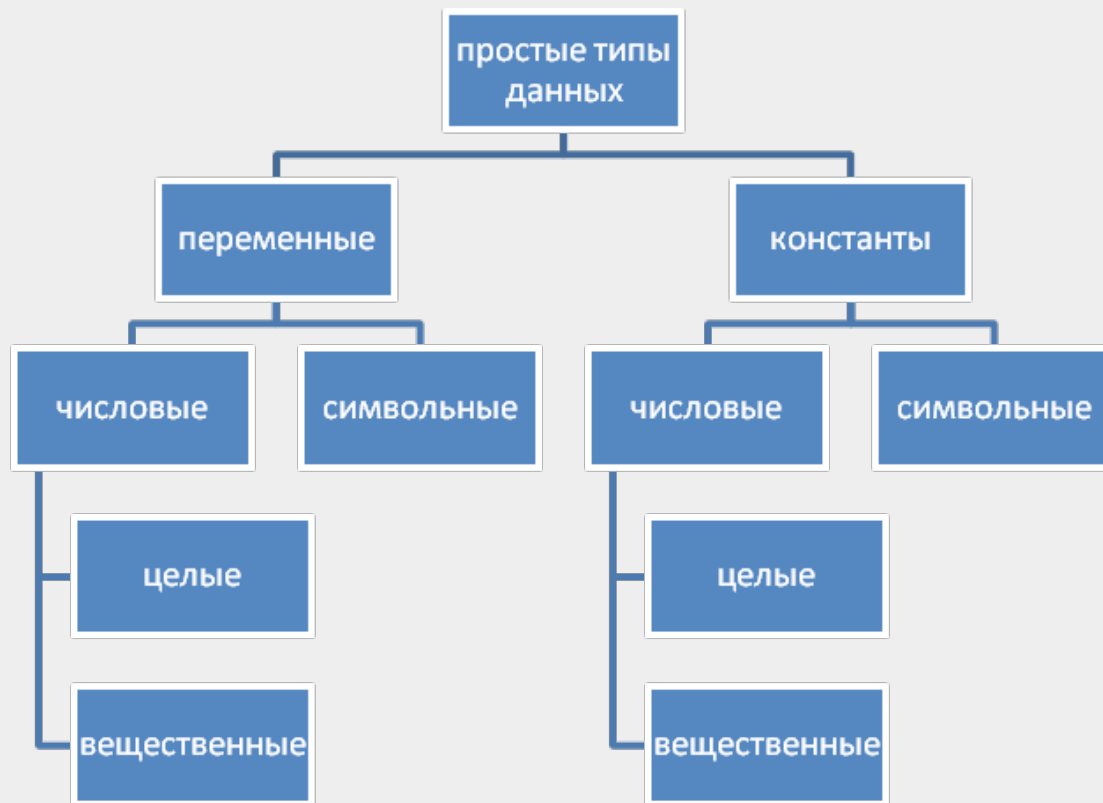 простые типы
данных
переменные
константы
числовые
символьные
числовые
символьные
целые
целые
вещественные
вещественные